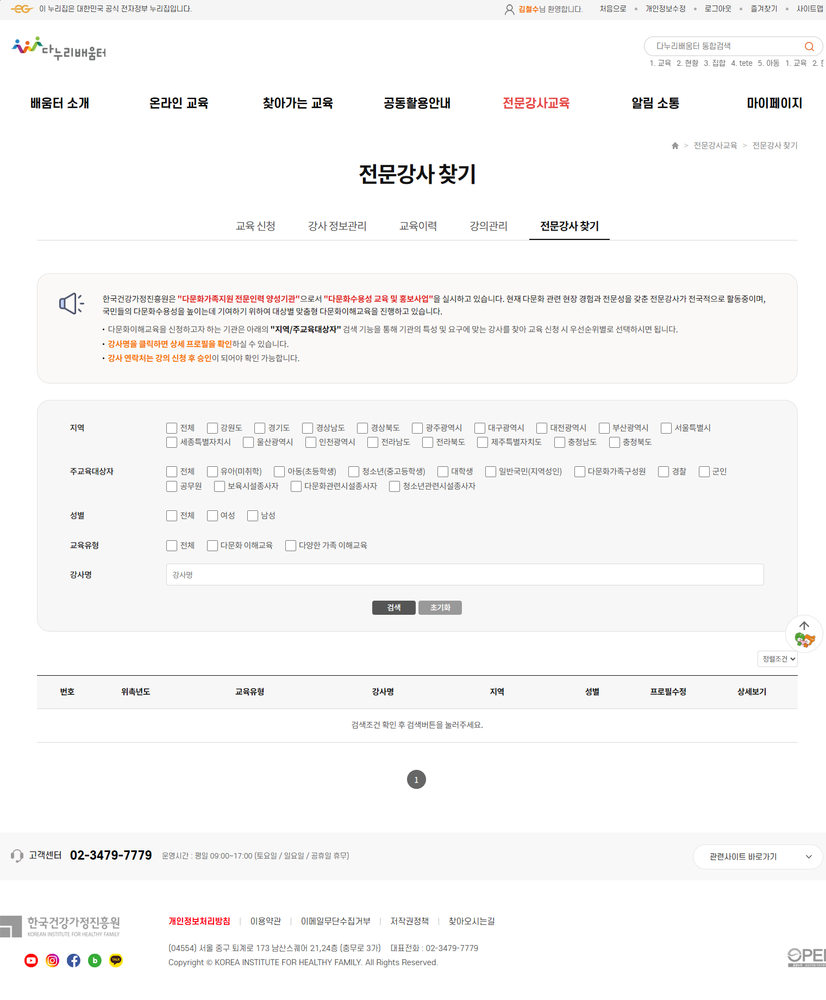 이 누리집은 대한민국 공식 전자정부 누리집입니다.
김철수님 환영합니다. 처음으로 개인정보수정 로그아웃 즐겨찾기 사이트맵
다누리배움터
다누리배움터 통합검색
1. 교육 2. 현황 3. 집합 4. tete 5. 아동 1. 교육 2.
배움터 소개 온라인 교육 찾아가는 교육 공동활용안내 전문강사교육 알림 소통 마이페이지
> 전문강사교육 > 전문강사 찾기
전문강사 찾기
교육 신청 강사 정보관리 교육이력 강의관리 전문강사 찾기
한국건강가정진흥원은 "다문화가족지원 전문인력 양성기관"으로서 "다문화수용성 교육 및 홍보사업"을 실시하고 있습니다. 현재 다문화 관련 현장 경험과 전문성을 갖춘 전문강사가 전국적으로 활동중이며,
국민들의 다문화수용성을 높이는데 기여하기 위하여 대상별 맞춤형 다문화이해교육을 진행하고 있습니다.
• 다문화이해교육을 신청하고자 하는 기관은 아래의 "지역/주교육대상자" 검색 기능을 통해 기관의 특성 및 요구에 맞는 강사를 찾아 교육 신청 시 우선순위별로 선택하시면 됩니다.
• 강사명을 클릭하면 상세 프로필을 확인하실 수 있습니다.
• 강사 연락처는 강의 신청 후 승인이 되어야 확인 가능합니다.
지역 전체 강원도 경기도 경상남도 경상북도 광주광역시 대구광역시 대전광역시 부산광역시 서울특별시
세종특별자치시 울산광역시 인천광역시 전라남도 전라북도 제주특별자치도 충청남도 충청북도
주교육대상자 전체 유아(미취학) 아동(초등학생) 청소년(중고등학생) 대학생 일반국민(지역성인) 다문화가족구성원 경찰 군인
공무원 보육시설종사자 다문화관련시설종사자 청소년관련시설종사자
성별 전체 여성 남성
교육유형 전체 다문화 이해교육 다양한 가족 이해교육
강사명 강사명
검색 초기화
정렬조건
번호 위촉년도 교육유형 강사명 지역 성별 프로필수정 상세보기
검색조건 확인 후 검색버튼을 눌러주세요.
1
고객센터 02-3479-7779 운영시간 : 평일 09:00~17:00 (토요일 / 일요일 / 공휴일 휴무)
관련사이트 바로가기
한국건강가정진흥원
KOREAN INSTITUTE FOR HEALTHY FAMILY
개인정보처리방침 | 이용약관 | 이메일무단수집거부 | 저작권정책 | 찾아오시는길
(04554) 서울 중구 퇴계로 173 남산스퀘어 21,24층 (충무로 3가) 대표전화 : 02-3479-7779
Copyright © KOREA INSTITUTE FOR HEALTHY FAMILY. All Rights Reserved.
b
TALK